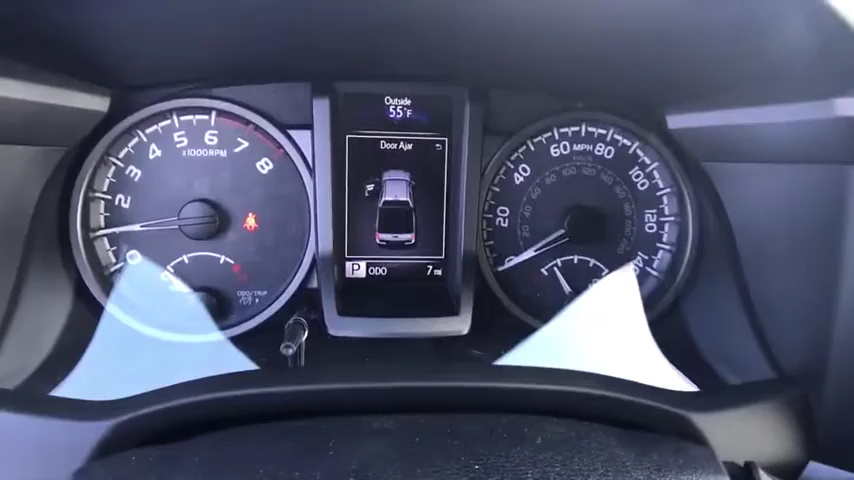 Outside
55°F
Door Ajar
P ODO 7 mi
0 2 3 4 5 6 7 8
x1000RPM
ODO/TRIP
0 20 40 60 MPH 80 100 120